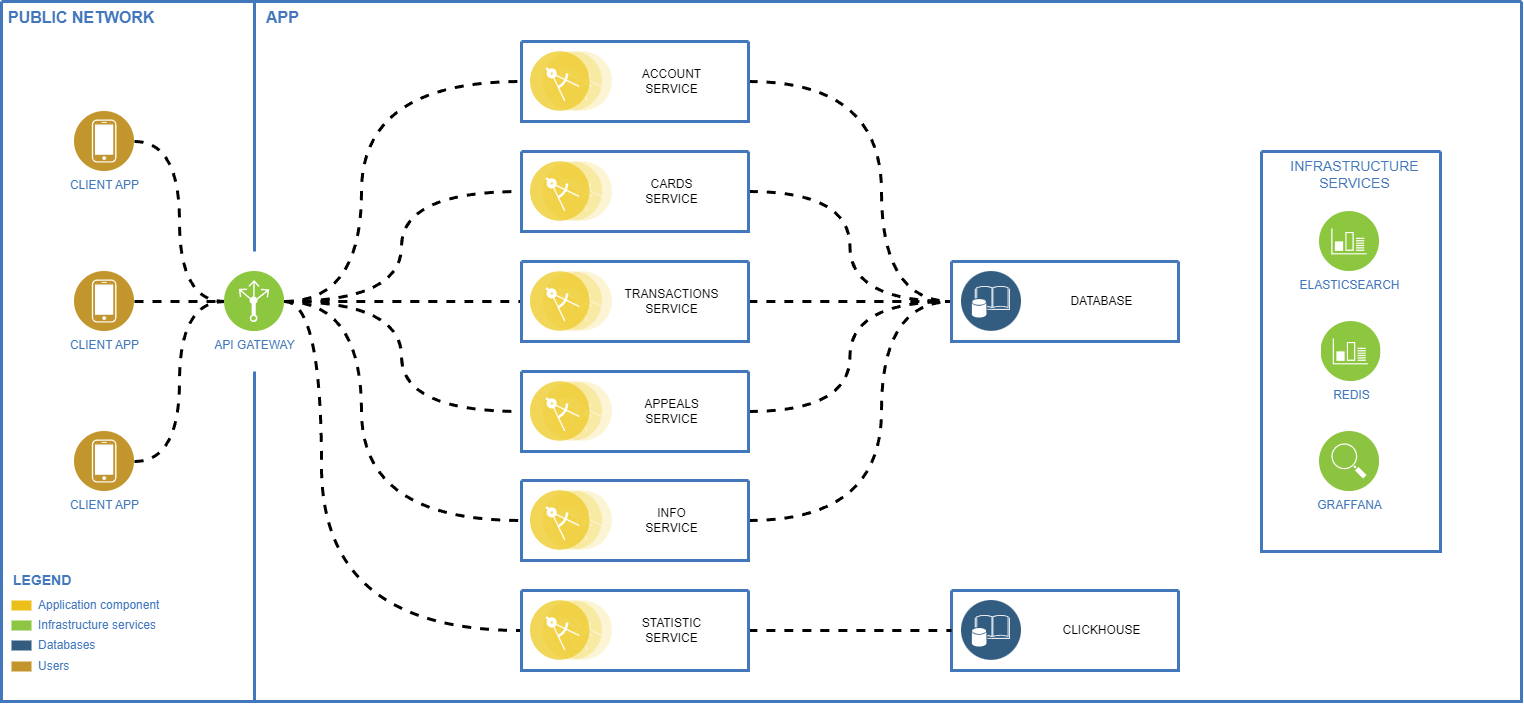 PUBLIC NETWORK
APP
CLIENT APP
CLIENT APP
CLIENT APP
API GATEWAY
ACCOUNT
SERVICE
CARDS
SERVICE
TRANSACTIONS
SERVICE
APPEALS
SERVICE
INFO
SERVICE
STATISTIC
SERVICE
DATABASE
CLICKHOUSE
INFRASTRUCTURE
SERVICES
ELASTICSEARCH
REDIS
GRAFFANA
LEGEND
Application component
Infrastructure services
Databases
Users